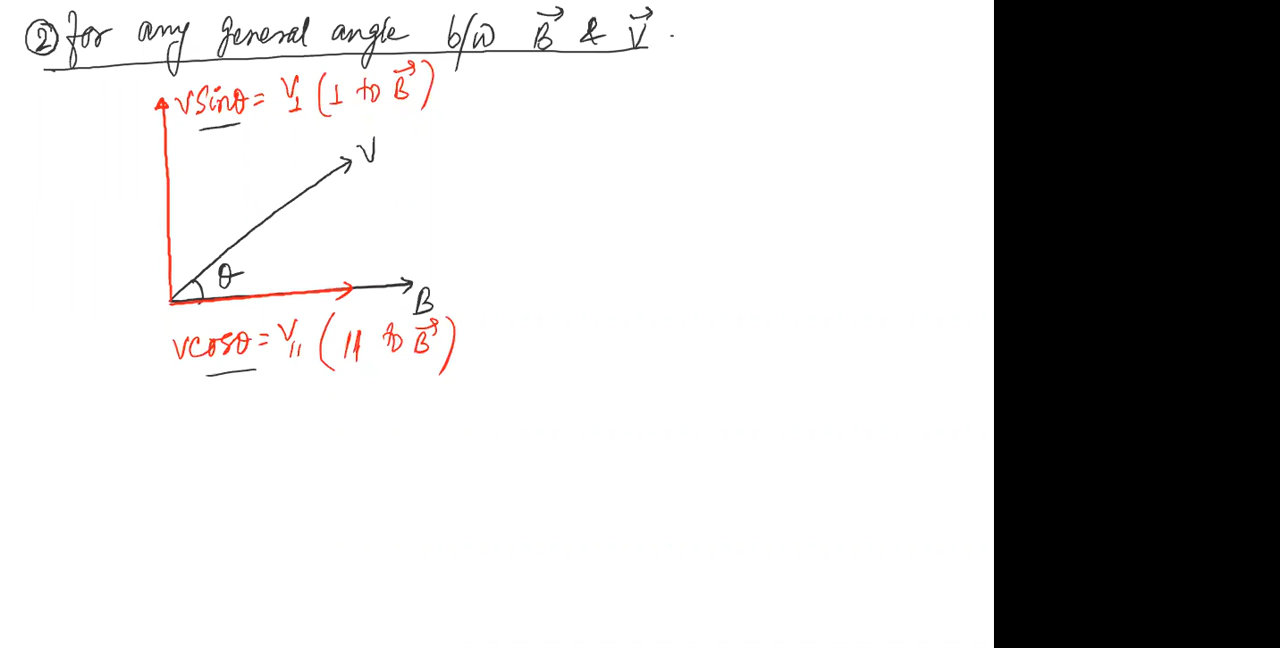 ② for any general angle b/w B⃗ & V⃗.
vsinθ = V⊥ (⊥ to B⃗)
V
θ
B
vcosθ = V∥ (∥ to B⃗)